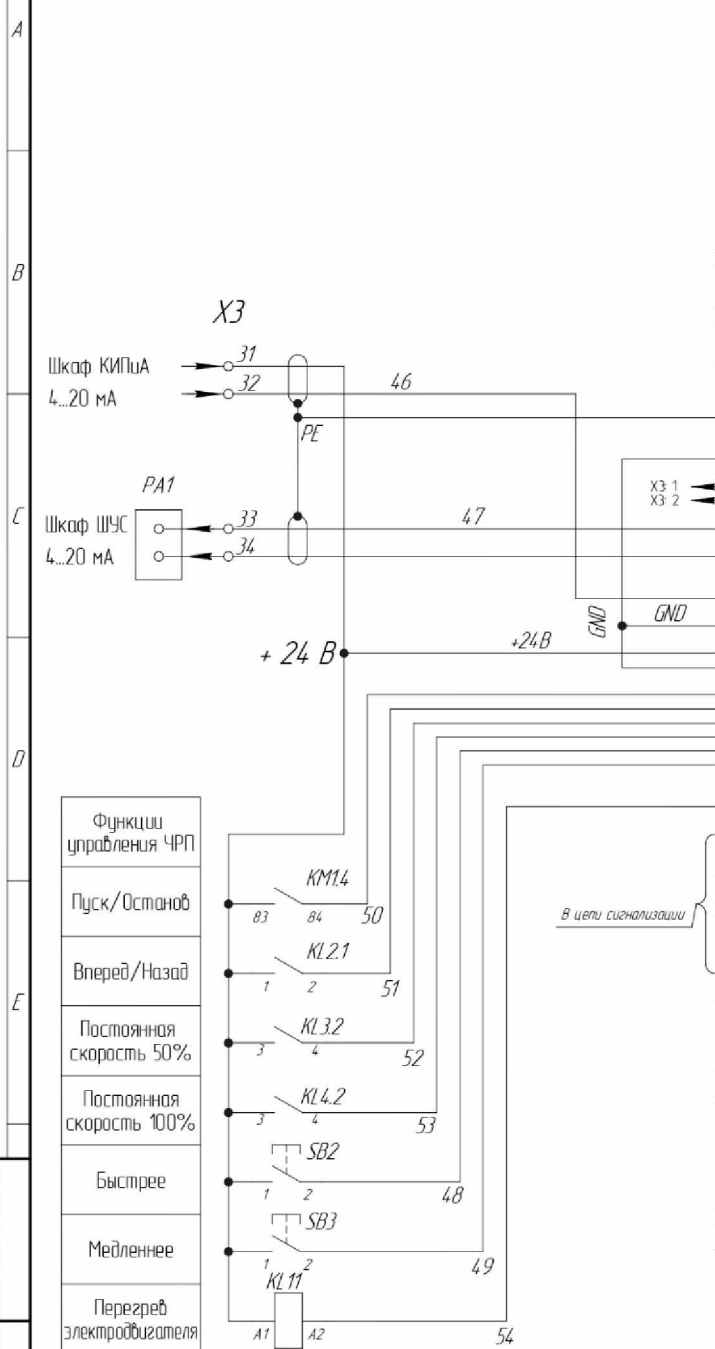 A
B
C
D
E
X3
Шкаф КИПиА
4...20 мА
31
32
46
PE
PA1
Шкаф ШУС
4...20 мА
33
34
47
X3: 1
X3: 2
GND
GND
+ 24 В
+24В
Функции
управления ЧРП
Пуск/Останов
83
KM1.4
84
50
В цепи сигнализации
Вперед/Назад
1
KL2.1
2
51
Постоянная
скорость 50%
3
KL3.2
4
52
Постоянная
скорость 100%
3
KL4.2
4
53
Быстрее
1
SB2
2
48
Медленнее
1
SB3
2
49
Перегрев
электродвигателя
KL11
A1
A2
54